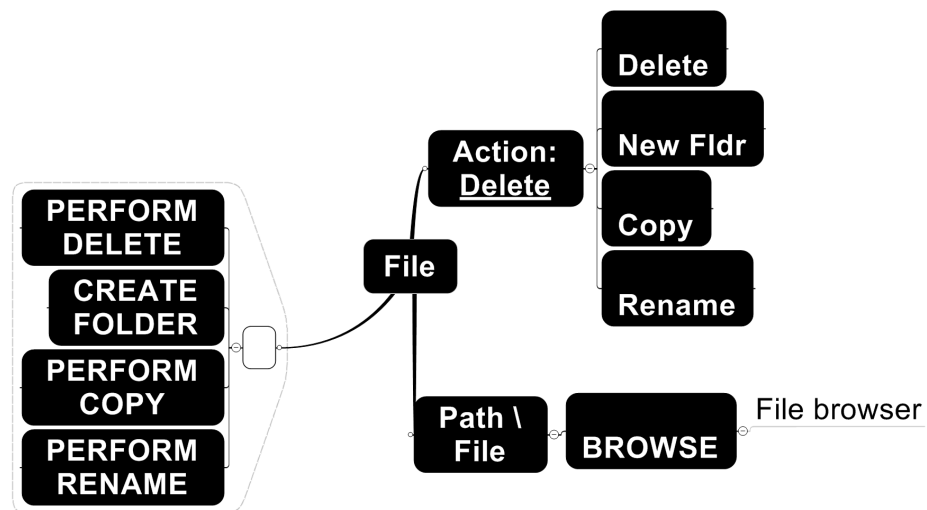 Delete
New Fldr
Action:
Delete
Copy
Rename
File
PERFORM
DELETE
CREATE
FOLDER
PERFORM
COPY
PERFORM
RENAME
Path \
File
BROWSE
File browser